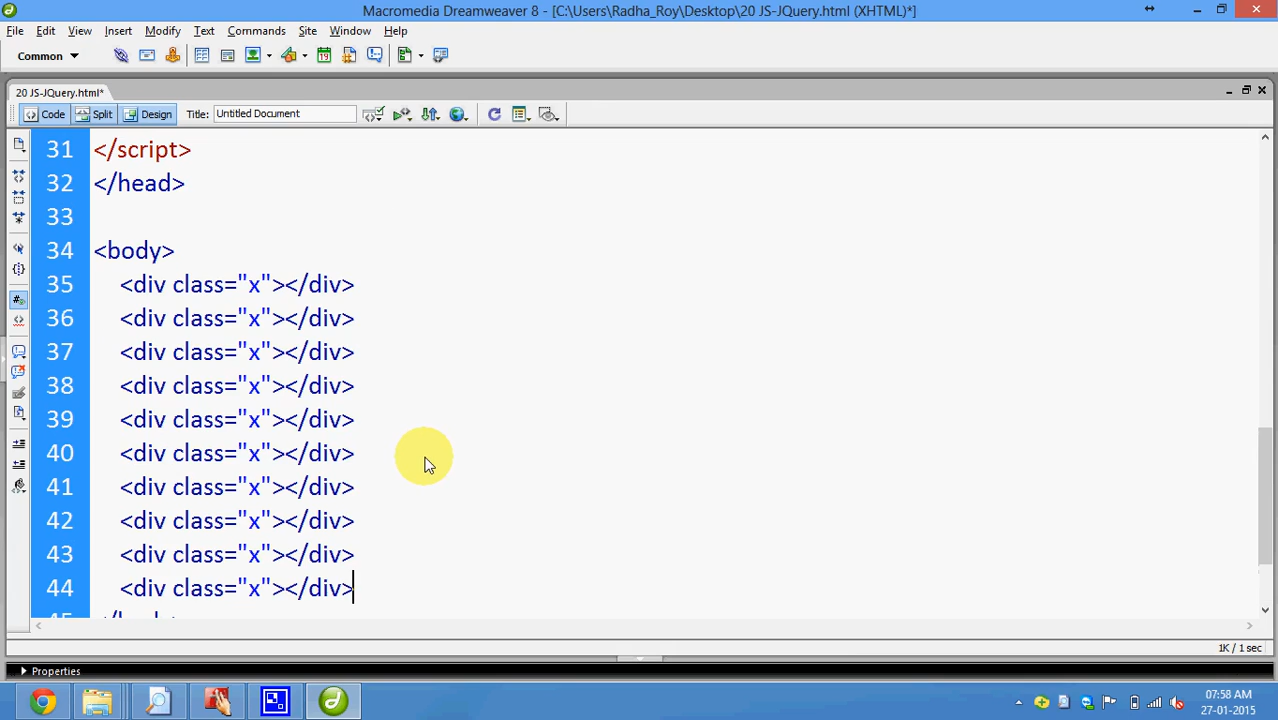 Macromedia Dreamweaver 8 - [C:\Users\Radha_Roy\Desktop\20 JS-JQuery.html (XHTML)*]
File Edit View Insert Modify Text Commands Site Window Help
Common
20 JS-JQuery.html*
Code Split Design Title: Untitled Document
31 </script>
32 </head>
33
34 <body>
35 <div class="x"></div>
36 <div class="x"></div>
37 <div class="x"></div>
38 <div class="x"></div>
39 <div class="x"></div>
40 <div class="x"></div>
41 <div class="x"></div>
42 <div class="x"></div>
43 <div class="x"></div>
44 <div class="x"></div>
1K / 1 sec
Properties
07:58 AM
27-01-2015